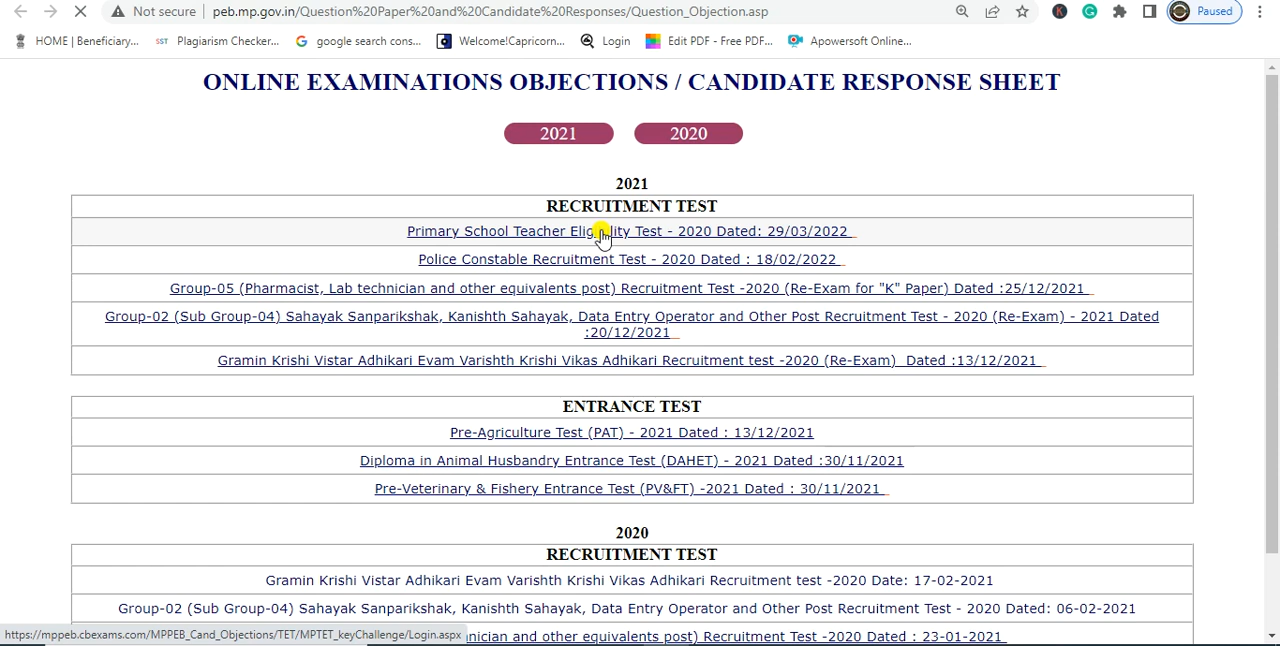 Not secure | peb.mp.gov.in/Question%20Paper%20and%20Candidate%20Responses/Question_Objection.asp Paused
HOME | Beneficiary... SST Plagiarism Checker... google search cons... Welcome!Capricorn... Login Edit PDF - Free PDF... Apowersoft Online...
ONLINE EXAMINATIONS OBJECTIONS / CANDIDATE RESPONSE SHEET
2021 2020
2021
RECRUITMENT TEST
Primary School Teacher Eligibility Test - 2020 Dated: 29/03/2022
Police Constable Recruitment Test - 2020 Dated : 18/02/2022
Group-05 (Pharmacist, Lab technician and other equivalents post) Recruitment Test -2020 (Re-Exam for "K" Paper) Dated :25/12/2021
Group-02 (Sub Group-04) Sahayak Sanparikshak, Kanishth Sahayak, Data Entry Operator and Other Post Recruitment Test - 2020 (Re-Exam) - 2021 Dated
:20/12/2021
Gramin Krishi Vistar Adhikari Evam Varishth Krishi Vikas Adhikari Recruitment test -2020 (Re-Exam) Dated :13/12/2021
ENTRANCE TEST
Pre-Agriculture Test (PAT) - 2021 Dated : 13/12/2021
Diploma in Animal Husbandry Entrance Test (DAHET) - 2021 Dated :30/11/2021
Pre-Veterinary & Fishery Entrance Test (PV&FT) -2021 Dated : 30/11/2021
2020
RECRUITMENT TEST
Gramin Krishi Vistar Adhikari Evam Varishth Krishi Vikas Adhikari Recruitment test -2020 Date: 17-02-2021
Group-02 (Sub Group-04) Sahayak Sanparikshak, Kanishth Sahayak, Data Entry Operator and Other Post Recruitment Test - 2020 Dated: 06-02-2021
https://mppeb.cbexams.com/MPPEB_Cand_Objections/TET/MPTET_keyChallenge/Login.aspx nician and other equivalents post) Recruitment Test -2020 Dated : 23-01-2021